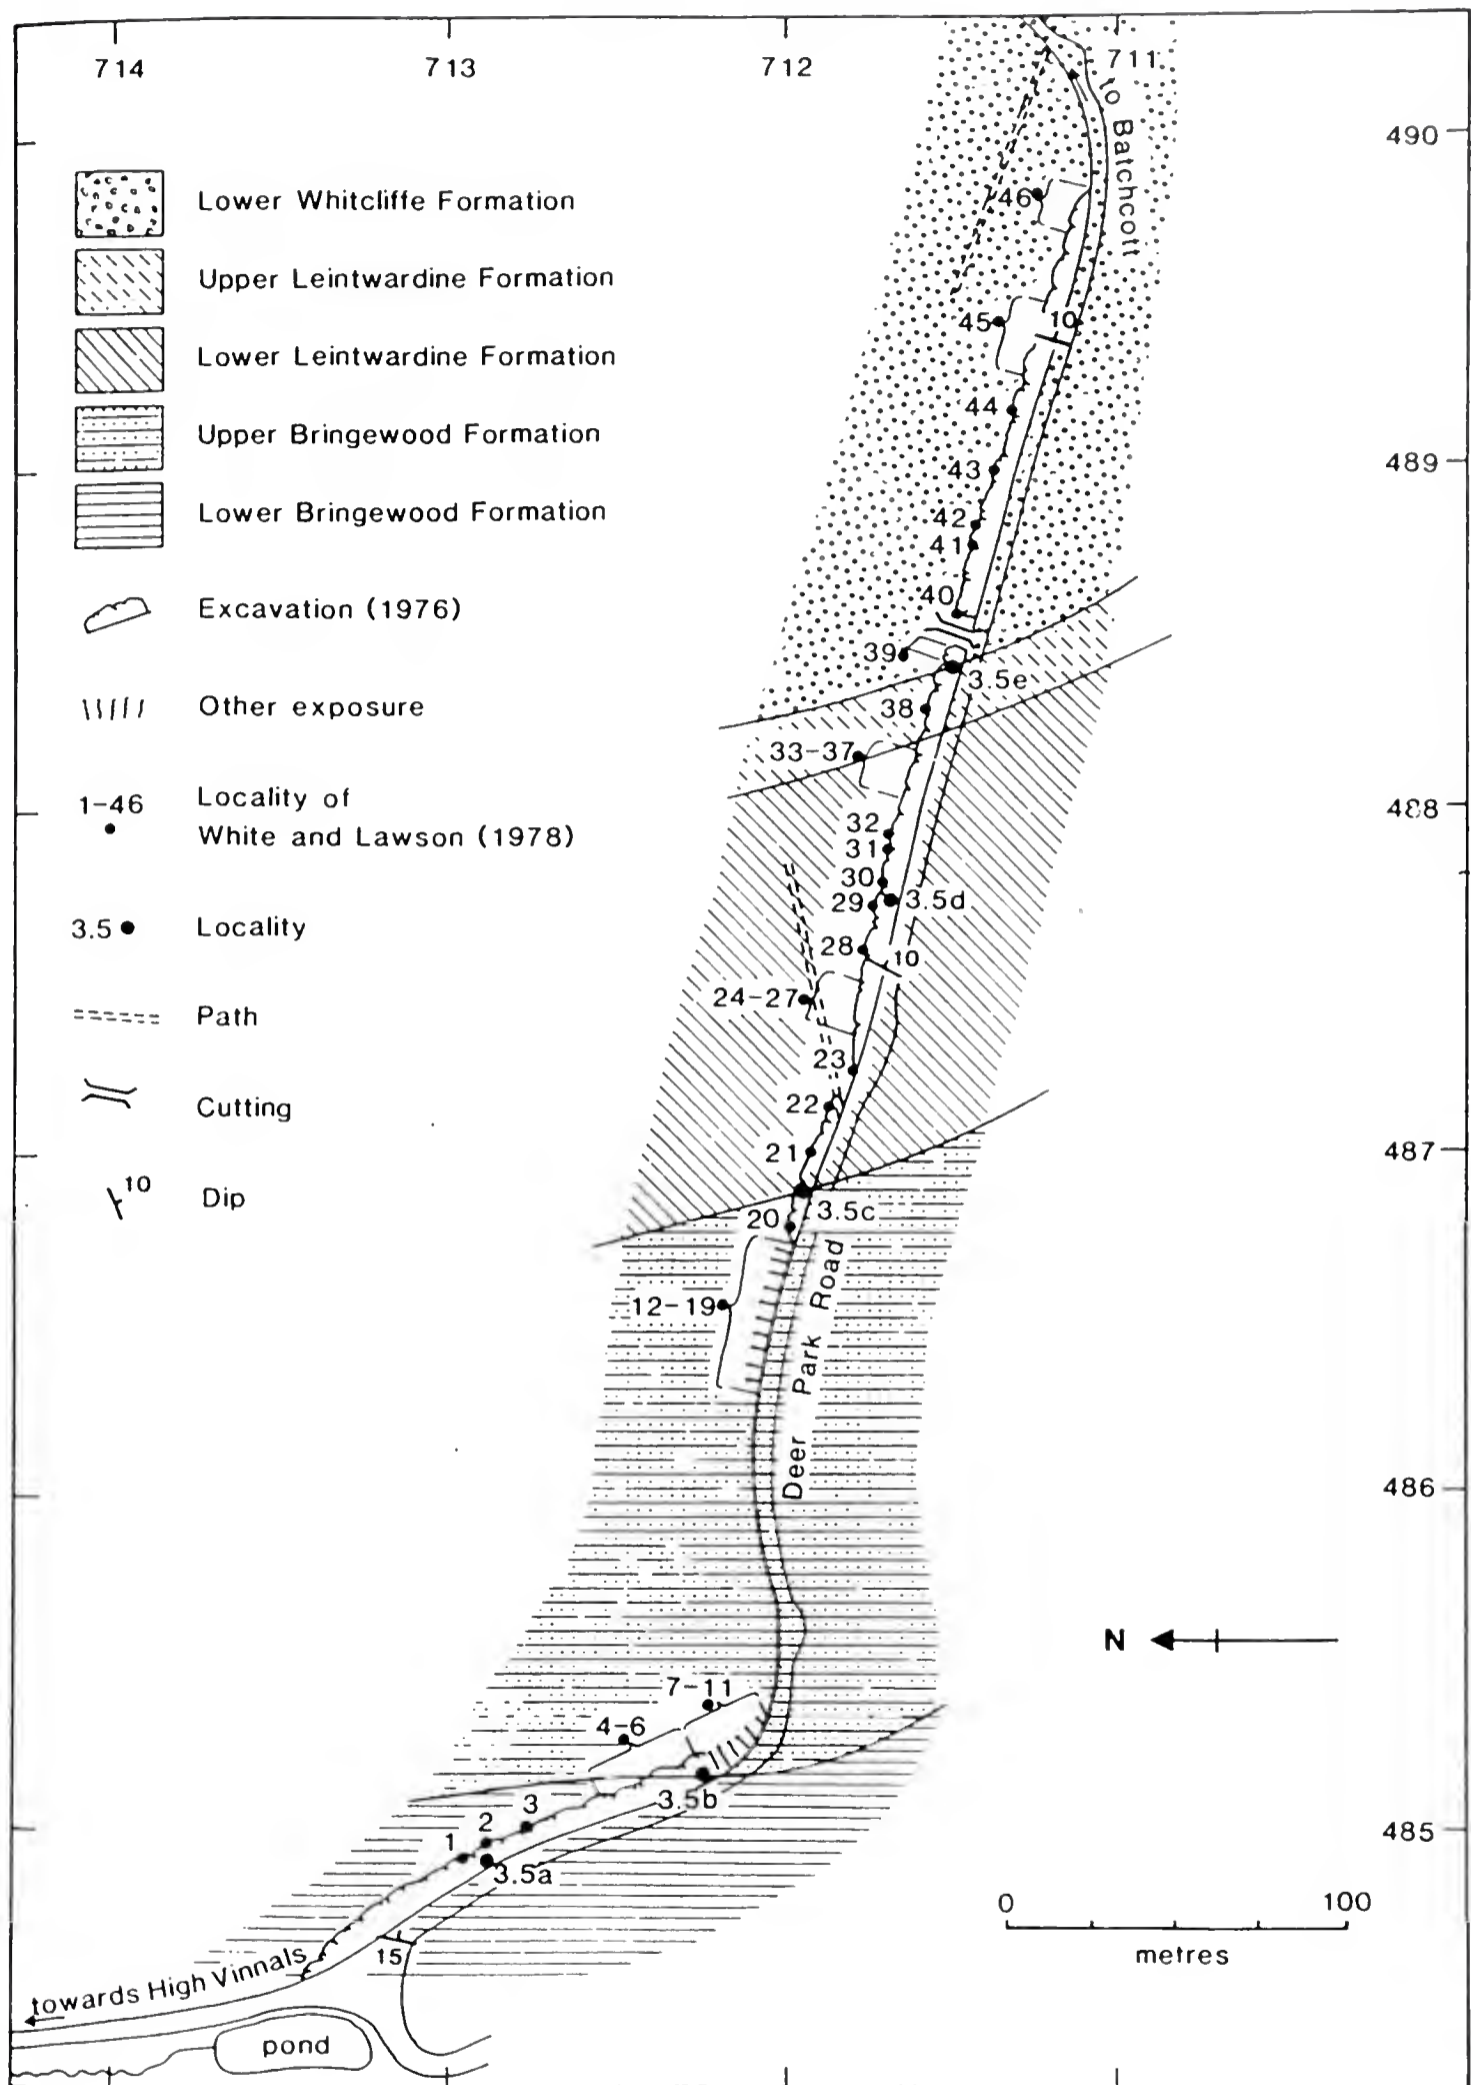 714
713
712
711
490
489
488
487
486
485
Lower Whitcliffe Formation
Upper Leintwardine Formation
Lower Leintwardine Formation
Upper Bringewood Formation
Lower Bringewood Formation
Excavation (1976)
Other exposure
1-46
Locality of
White and Lawson (1978)
3.5
Locality
Path
Cutting
10
Dip
to Batchcott
46
45
10
44
43
42
41
40
39
3.5e
38
33-37
32
31
30
29
3.5d
28
10
24-27
23
22
21
3.5c
20
12-19
Deer Park Road
N
7-11
4-6
3.5b
3
2
1
3.5a
15
towards High Vinnals
pond
0
100
metres